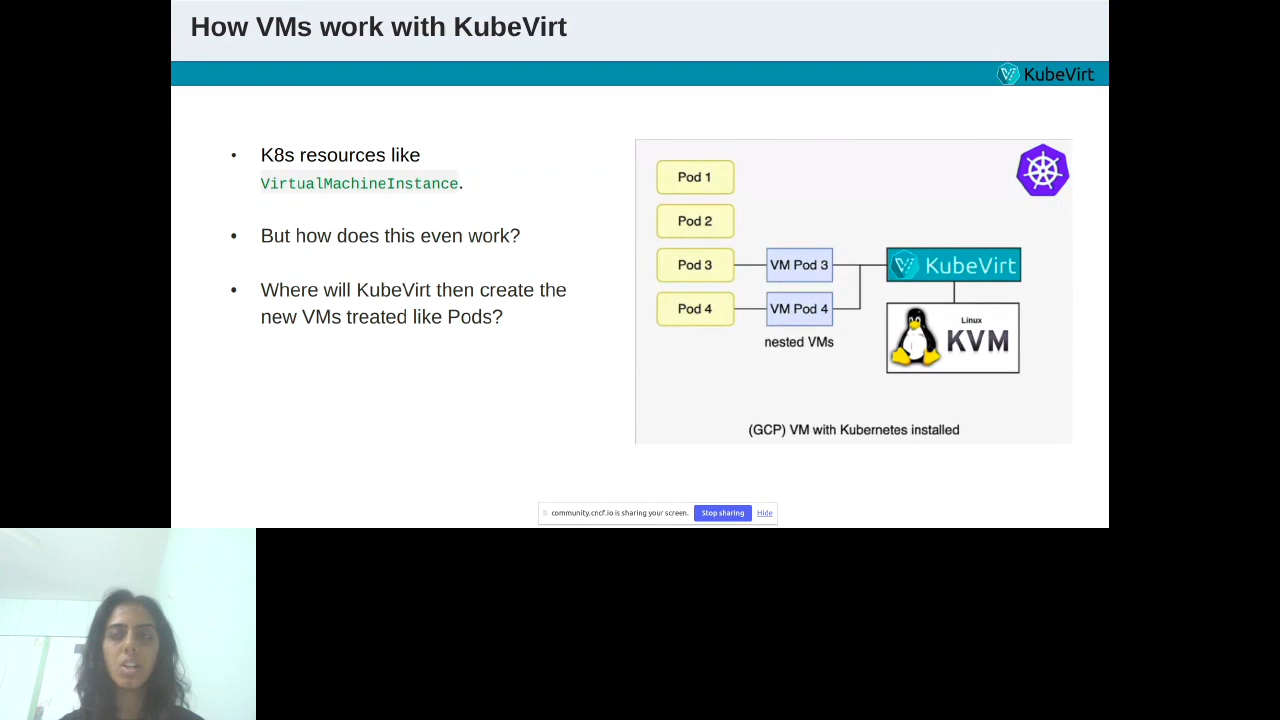 How VMs work with KubeVirt
KubeVirt
• K8s resources like
VirtualMachineInstance.
• But how does this even work?
• Where will KubeVirt then create the
new VMs treated like Pods?
Pod 1
Pod 2
Pod 3
VM Pod 3
KubeVirt
Pod 4
VM Pod 4
nested VMs
Linux
KVM
(GCP) VM with Kubernetes installed
community.cncf.io is sharing your screen.
Stop sharing
Hide